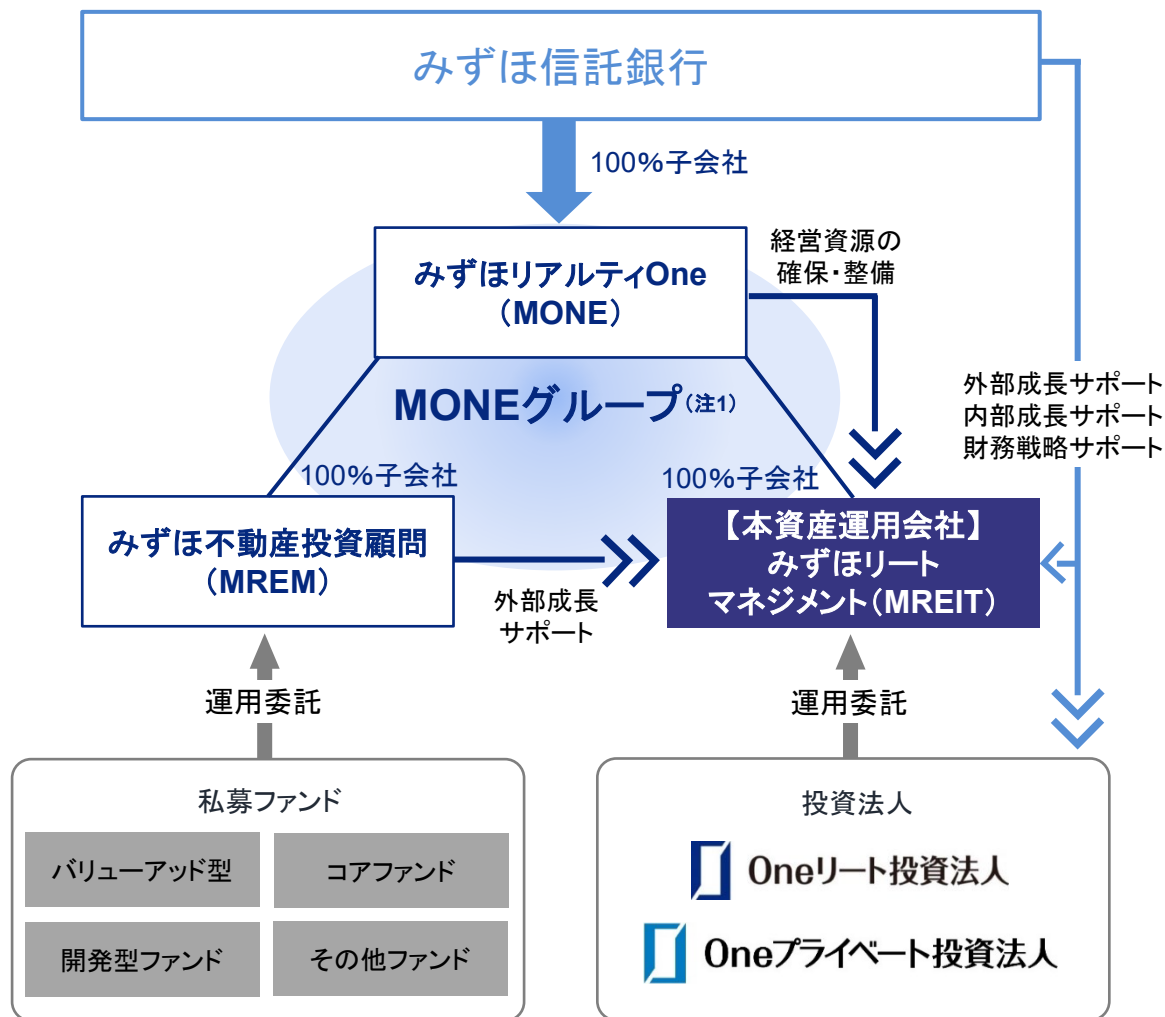 みずほ信託銀行
100%子会社
みずほリアルティOne
（MONE）
経営資源の
確保・整備
MONEグループ（注1）
外部成長サポート
内部成長サポート
財務戦略サポート
100%子会社
100%子会社
みずほ不動産投資顧問
（MREM）
外部成長
サポート
【本資産運用会社】
みずほリート
マネジメント（MREIT）
運用委託
運用委託
私募ファンド
バリューアッド型
コアファンド
開発型ファンド
その他ファンド
投資法人
Oneリート投資法人
Oneプライベート投資法人